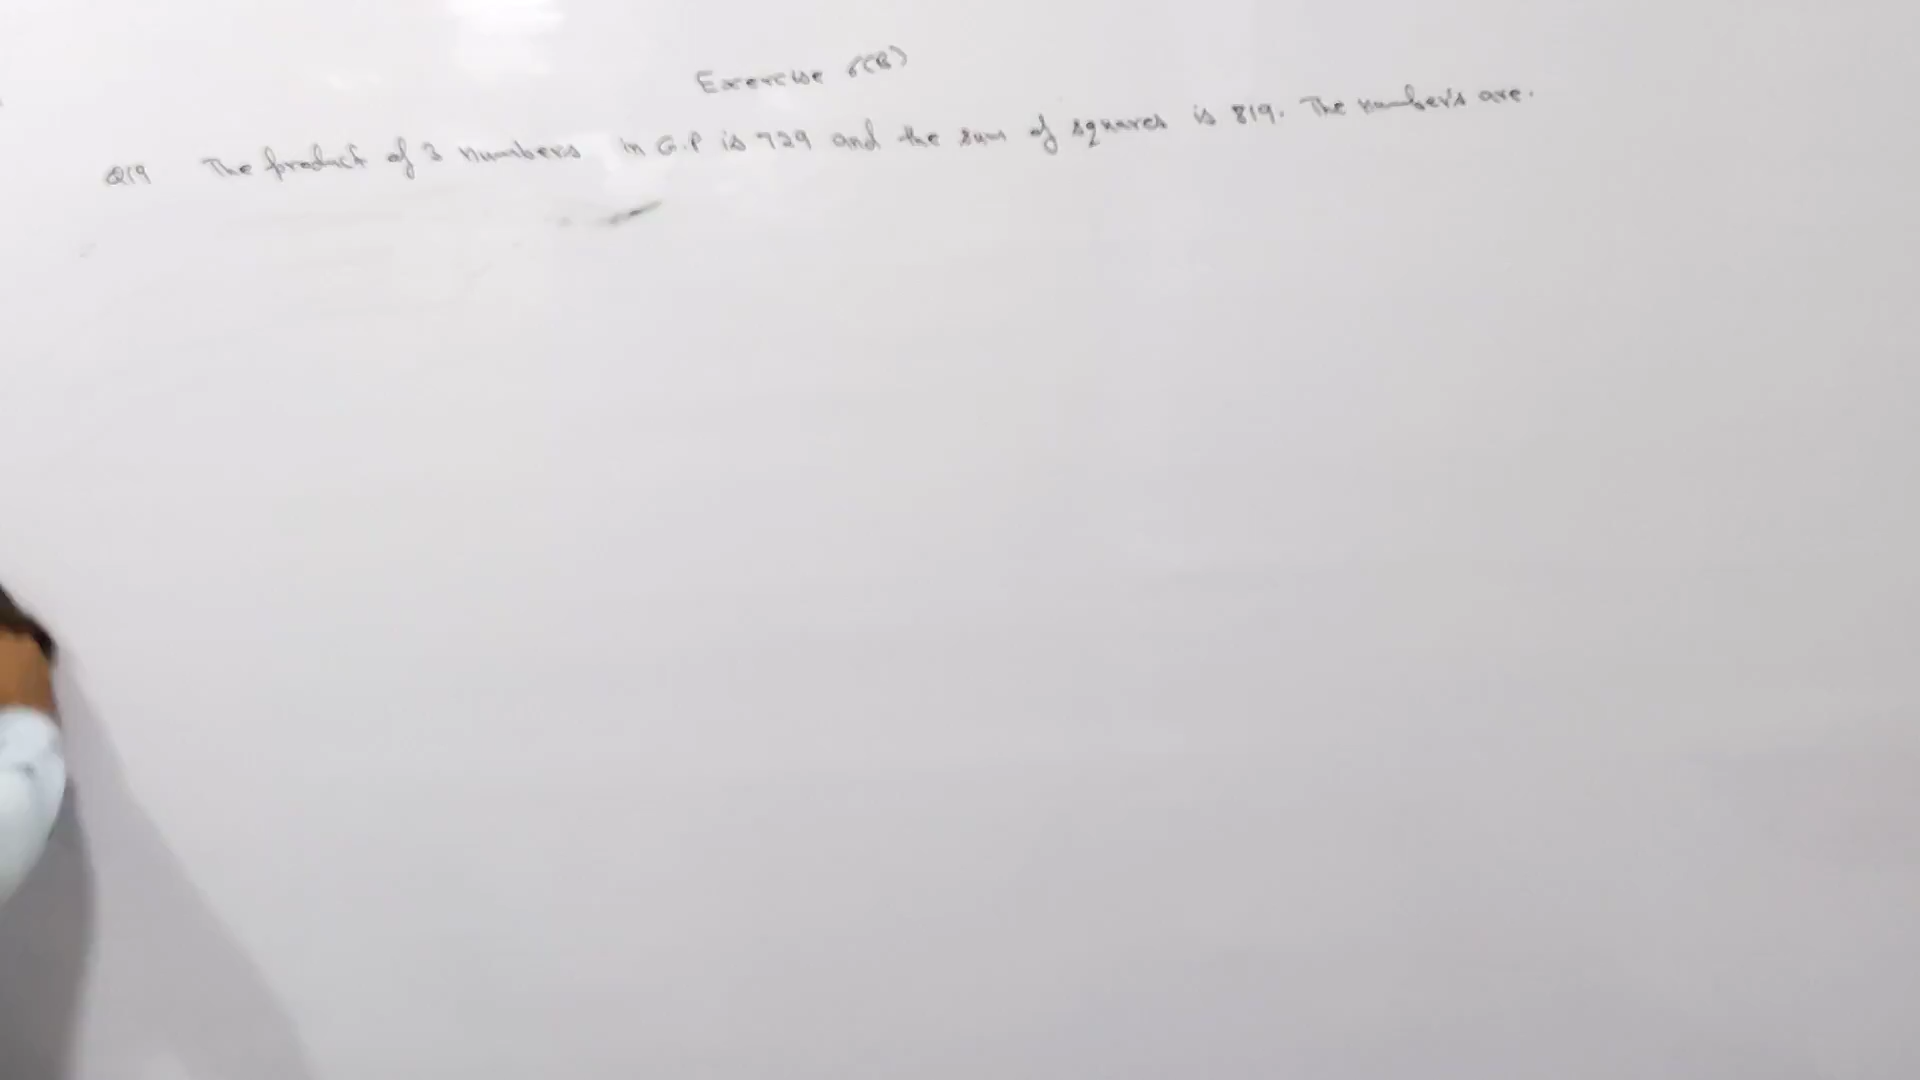 Exercise 6(B)
Q19 The product of 3 numbers in G.P is 729 and the sum of squares is 819. The number's are.